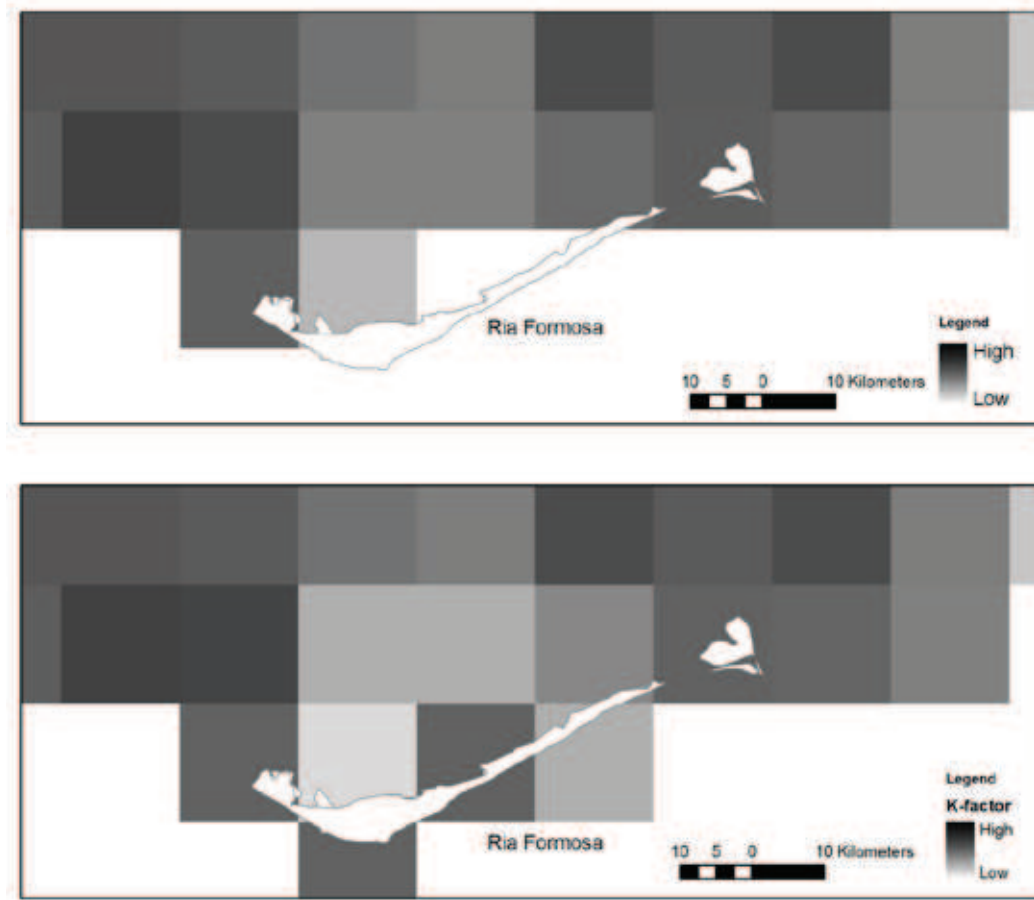 Ria Formosa
Legend
High
Low
10 5 0 10 Kilometers
Ria Formosa
Legend
K-factor
High
Low
10 5 0 10 Kilometers